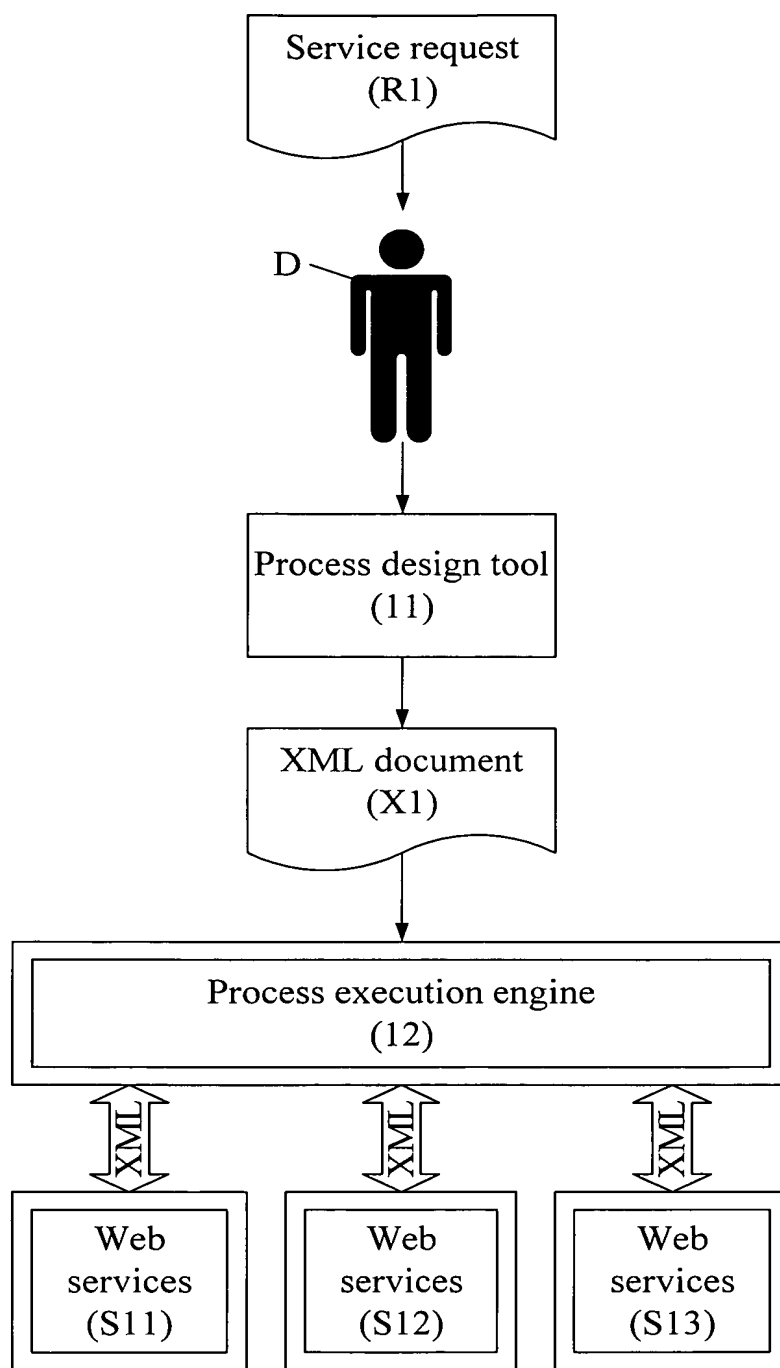 Service request
(R1)
D
Process design tool
(11)
XML document
(X1)
Process execution engine
(12)
XML
XML
XML
Web
services
(S11)
Web
services
(S12)
Web
services
(S13)